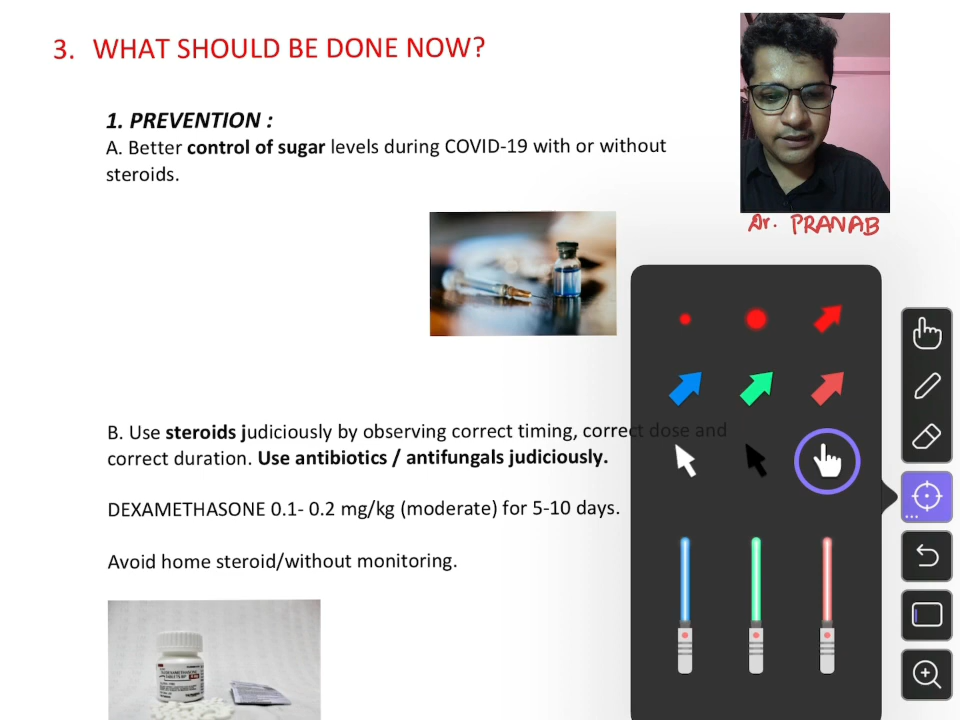 3. WHAT SHOULD BE DONE NOW?
Dr. PRANAB
1. PREVENTION :
A. Better control of sugar levels during COVID-19 with or without
steroids.
B. Use steroids judiciously by observing correct timing, correct dose and
correct duration. Use antibiotics / antifungals judiciously.
DEXAMETHASONE 0.1- 0.2 mg/kg (moderate) for 5-10 days.
Avoid home steroid/without monitoring.